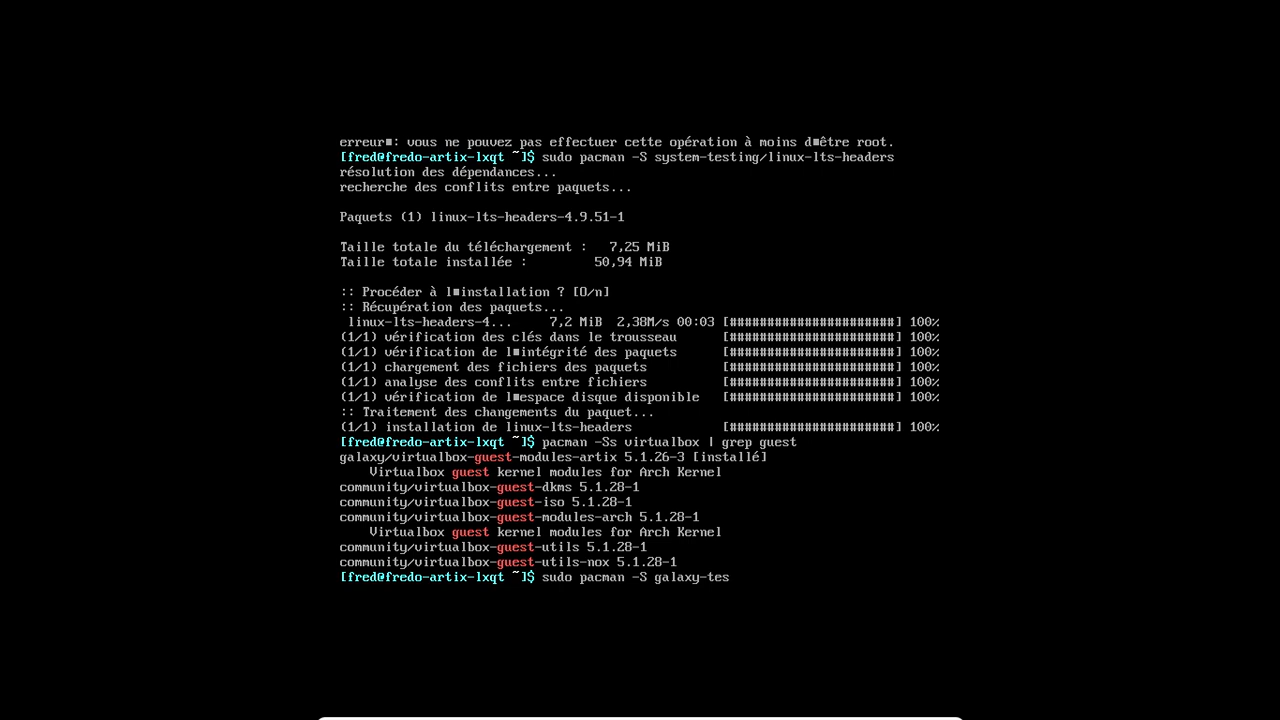 erreur■: vous ne pouvez pas effectuer cette opération à moins d■être root.
[fred@fredo-artix-lxqt ~]$ sudo pacman -S system-testing/linux-lts-headers
résolution des dépendances...
recherche des conflits entre paquets...
Paquets (1) linux-lts-headers-4.9.51-1
Taille totale du téléchargement :   7,25 MiB
Taille totale installée :         50,94 MiB
:: Procéder à l■installation ? [O/n]
:: Récupération des paquets...
 linux-lts-headers-4...     7,2 MiB  2,38M/s 00:03 [######################] 100%
(1/1) vérification des clés dans le trousseau      [######################] 100%
(1/1) vérification de l■intégrité des paquets      [######################] 100%
(1/1) chargement des fichiers des paquets          [######################] 100%
(1/1) analyse des conflits entre fichiers          [######################] 100%
(1/1) vérification de l■espace disque disponible   [######################] 100%
:: Traitement des changements du paquet...
(1/1) installation de linux-lts-headers            [######################] 100%
[fred@fredo-artix-lxqt ~]$ pacman -Ss virtualbox | grep guest
galaxy/virtualbox-guest-modules-artix 5.1.26-3 [installé]
    Virtualbox guest kernel modules for Arch Kernel
community/virtualbox-guest-dkms 5.1.28-1
community/virtualbox-guest-iso 5.1.28-1
community/virtualbox-guest-modules-arch 5.1.28-1
    Virtualbox guest kernel modules for Arch Kernel
community/virtualbox-guest-utils 5.1.28-1
community/virtualbox-guest-utils-nox 5.1.28-1
[fred@fredo-artix-lxqt ~]$ sudo pacman -S galaxy-tes